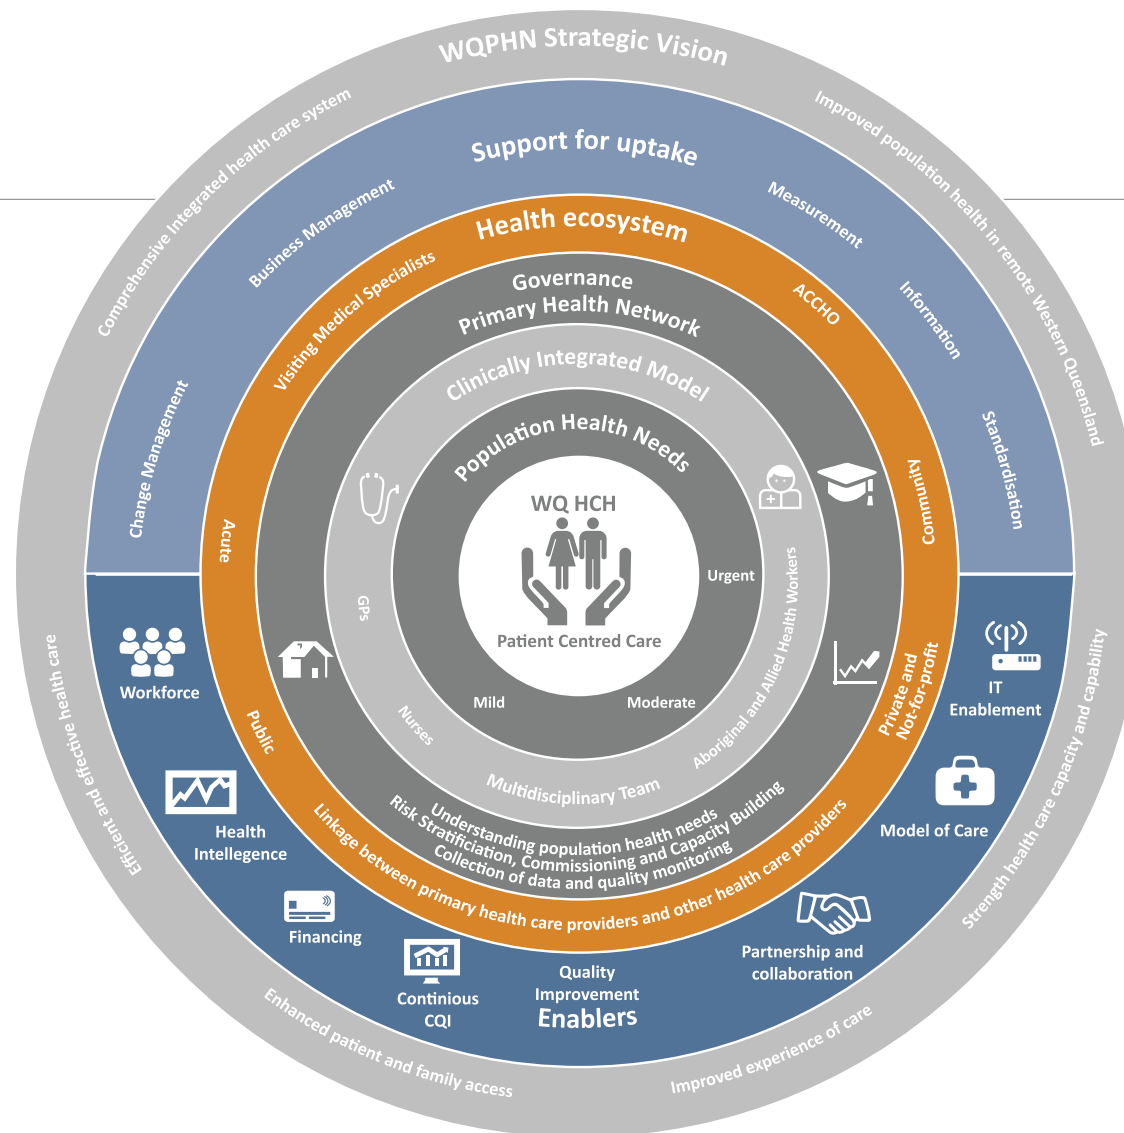 WQPHN Strategic Vision
Comprehensive Integrated health care system
Improved population health in remote Western Queensland
Efficient and effective health care
Strength health care capacity and capability
Enhanced patient and family access
Improved experience of care
Support for uptake
Change Management
Business Management
Measurement
Information
Standardisation
Health ecosystem
Visiting Medical Specialists
ACCHO
Acute
Community
Public
Private and
Not-for-profit
Linkage between primary health care providers and other health care providers
Governance
Primary Health Network
Understanding population health needs
Risk Stratificiation, Commissioning and Capacity Building
Collection of data and quality monitoring
Clinically Integrated Model
GPs
Nurses
Multidisciplinary Team
Aboriginal and Allied Health Workers
Population Health Needs
Urgent
Mild
Moderate
WQ HCH
Patient Centred Care
Workforce
Health
Intellegence
Financing
Continious
CQI
Quality
Improvement
Enablers
Partnership and
collaboration
Model of Care
IT
Enablement